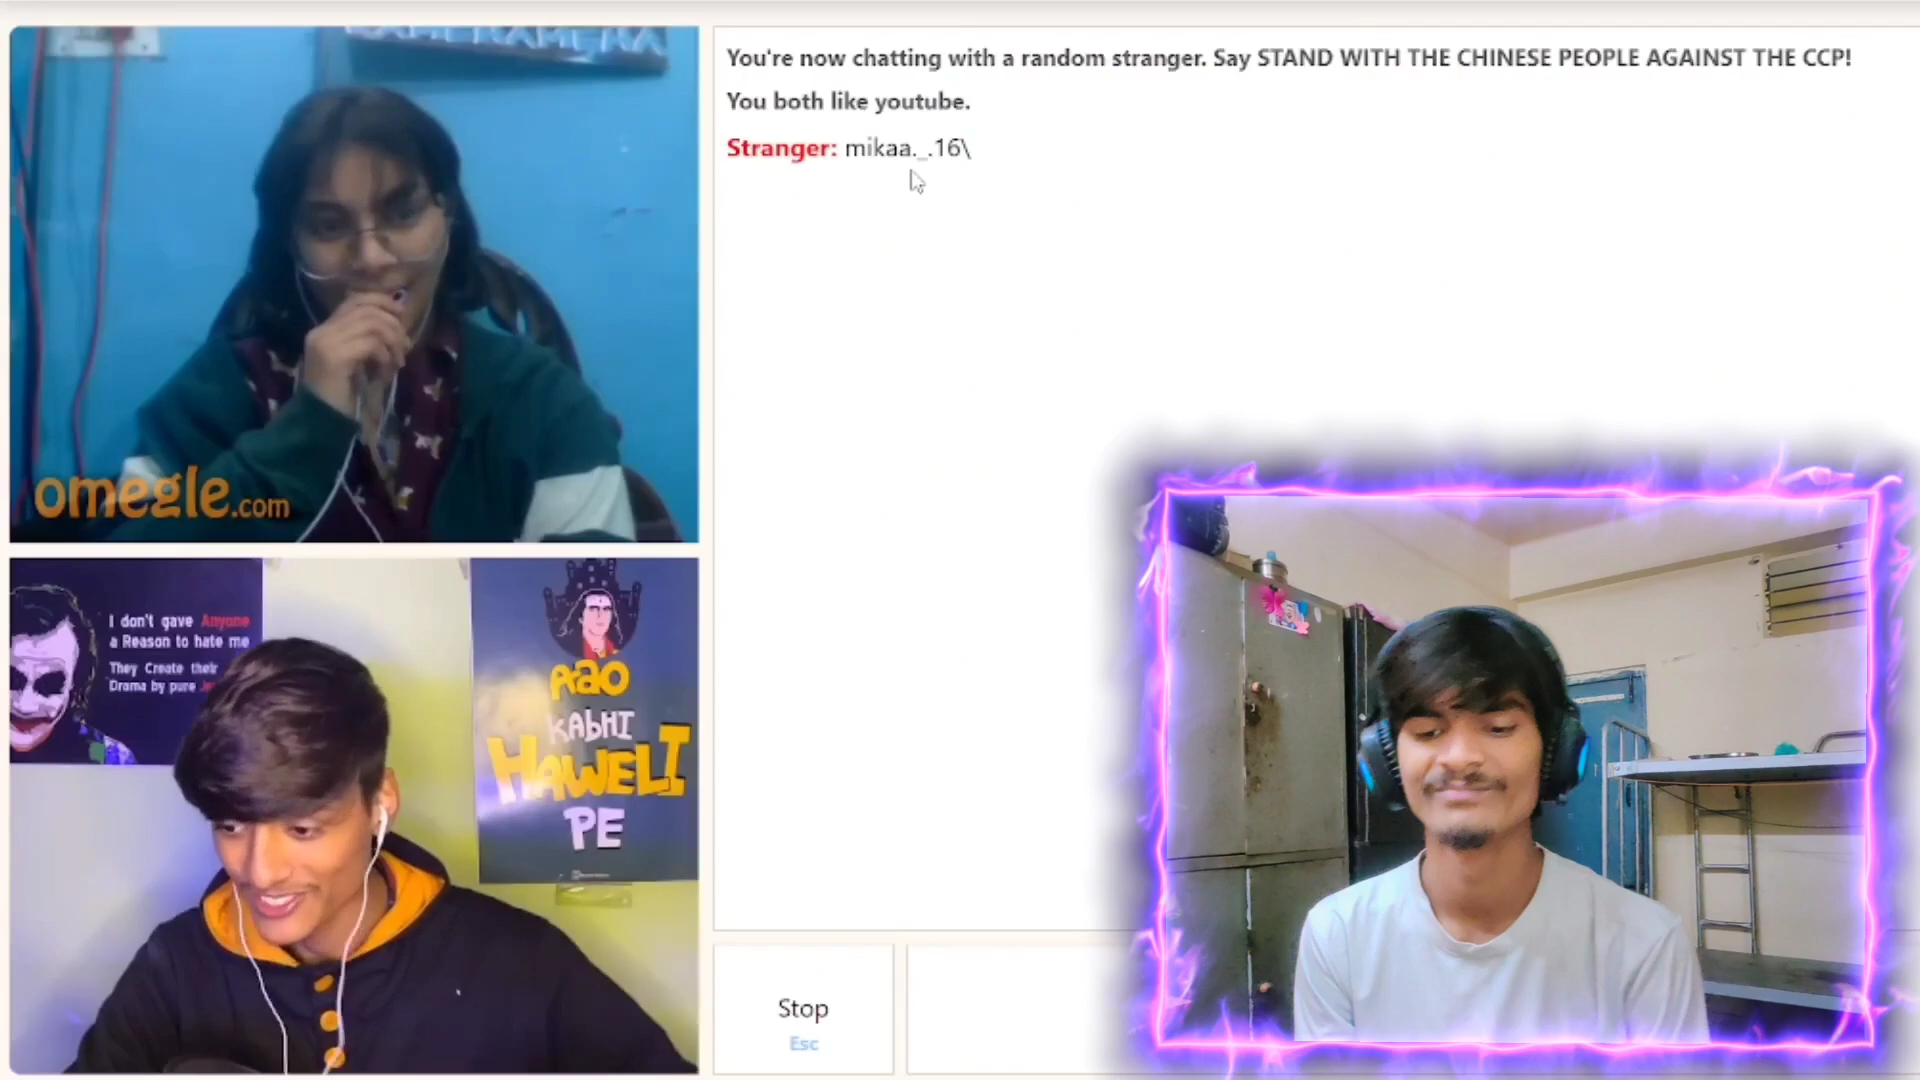 You're now chatting with a random stranger. Say STAND WITH THE CHINESE PEOPLE AGAINST THE CCP!
You both like youtube.
Stranger: mikaa._.16\
omegle.com
I don't gave Anyone
a Reason to hate me
They Create their
Drama by pure
Aao
KAbHI
HAWELI
PE
Stop
Esc